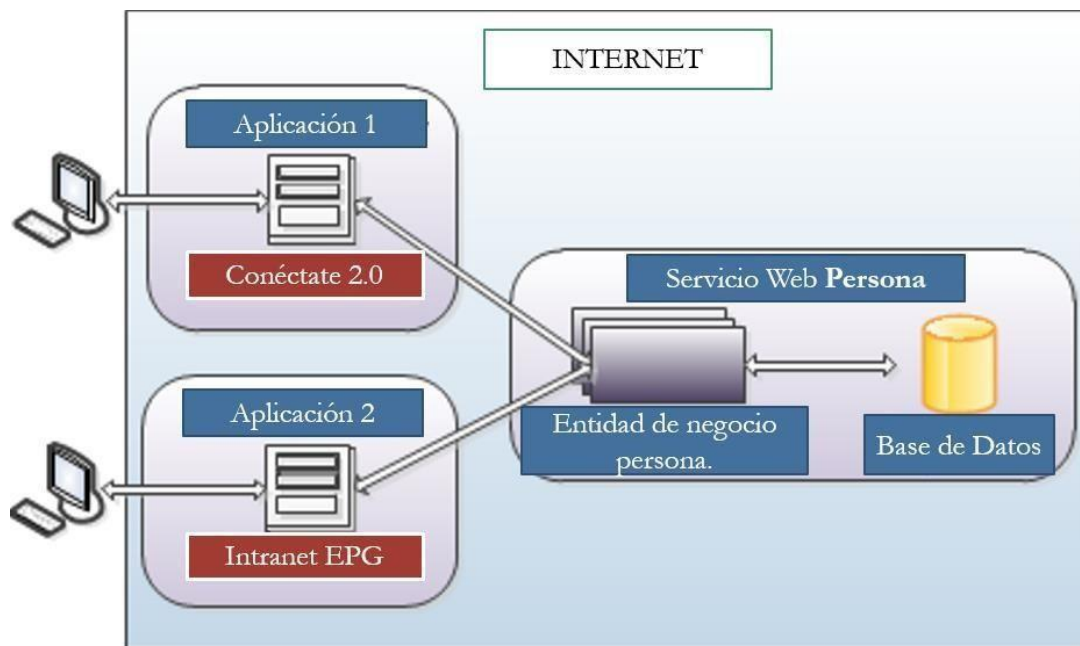 INTERNET
Aplicación 1
Conéctate 2.0
Servicio Web Persona
Aplicación 2
Entidad de negocio
persona.
Base de Datos
Intranet EPG